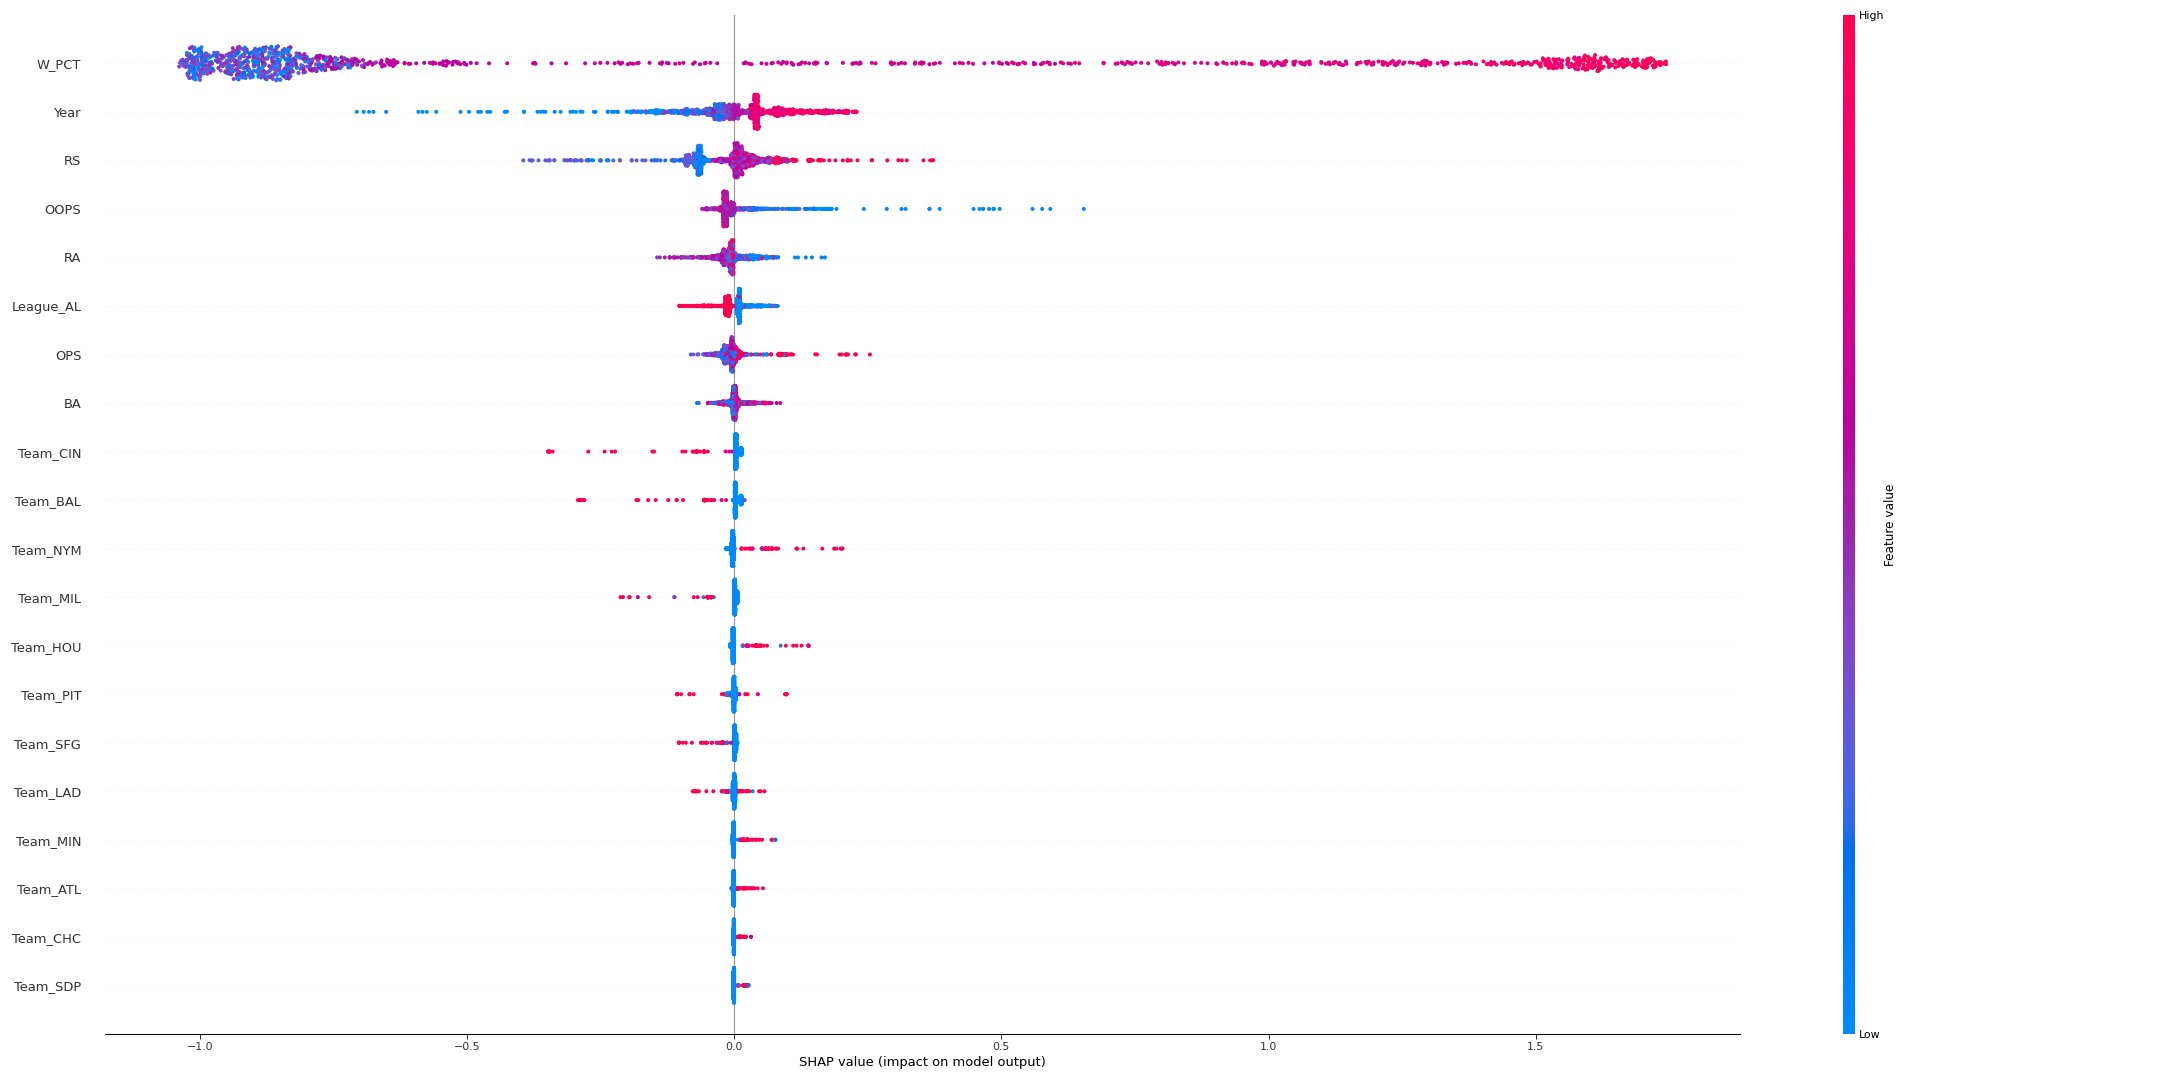 High
W_PCT
Year
RS
OOPS
RA
League_AL
OPS
BA
Team_CIN
Team_BAL
Team_NYM
Team_MIL
Team_HOU
Team_PIT
Team_SFG
Team_LAD
Team_MIN
Team_ATL
Team_CHC
Team_SDP
Feature value
Low
−1.0 −0.5 0.0 0.5 1.0 1.5
SHAP value (impact on model output)